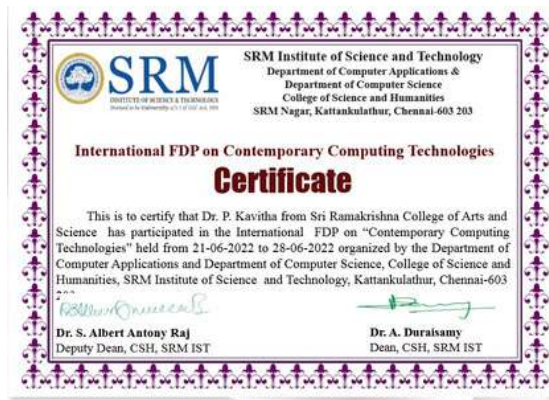 SRM
INSTITUTE OF SCIENCE & TECHNOLOGY
SRM Institute of Science and Technology
Department of Computer Applications &
Department of Computer Science
College of Science and Humanities
SRM Nagar, Kattankulathur, Chennai-603 203
International FDP on Contemporary Computing Technologies
Certificate
This is to certify that Dr. P. Kavitha from Sri Ramakrishna College of Arts and
Science has participated in the International FDP on “Contemporary Computing
Technologies” held from 21-06-2022 to 28-06-2022 organized by the Department of
Computer Applications and Department of Computer Science, College of Science and
Humanities, SRM Institute of Science and Technology, Kattankulathur, Chennai-603
Dr. S. Albert Antony Raj
Deputy Dean, CSH, SRM IST
Dr. A. Duraisamy
Dean, CSH, SRM IST